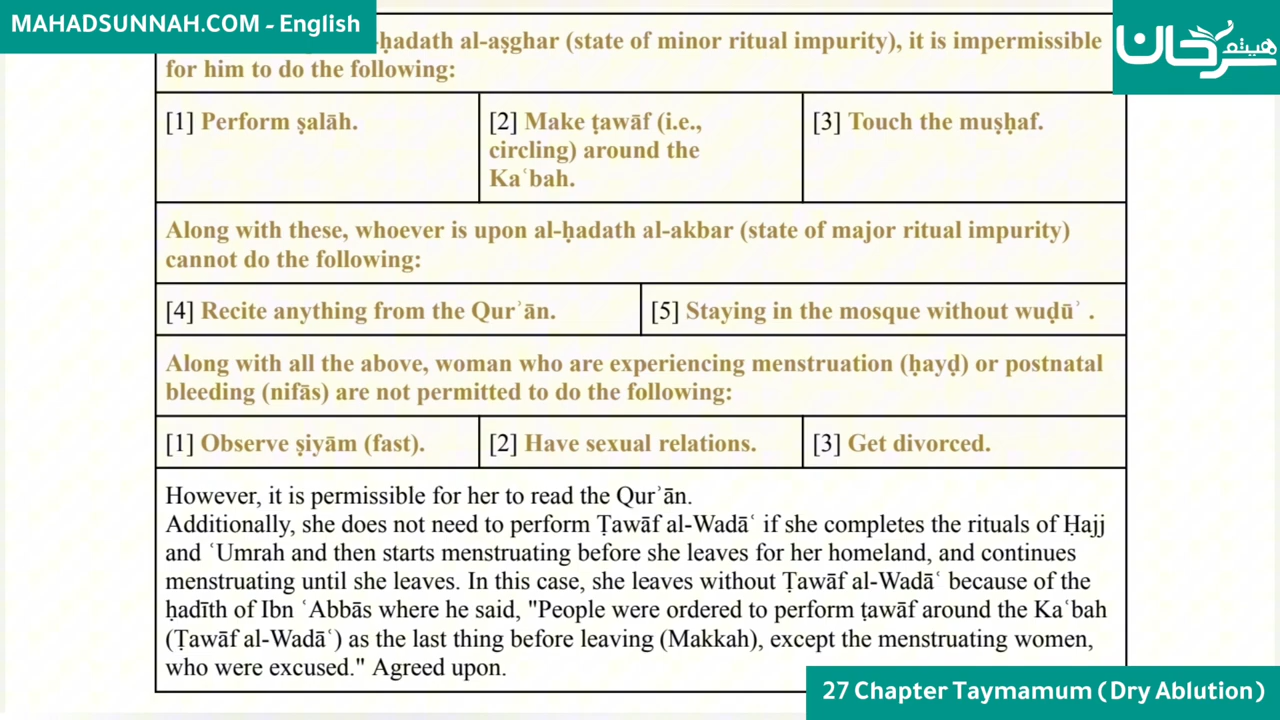 MAHADSUNNAH.COM - English
هيثم
سرحان
-ḥadath al-aṣghar (state of minor ritual impurity), it is impermissible
for him to do the following:
[1] Perform ṣalāh.
[2] Make ṭawāf (i.e.,
circling) around the
Kaʿbah.
[3] Touch the muṣḥaf.
Along with these, whoever is upon al-ḥadath al-akbar (state of major ritual impurity)
cannot do the following:
[4] Recite anything from the Qurʾān.
[5] Staying in the mosque without wuḍūʾ .
Along with all the above, woman who are experiencing menstruation (ḥayḍ) or postnatal
bleeding (nifās) are not permitted to do the following:
[1] Observe ṣiyām (fast).
[2] Have sexual relations.
[3] Get divorced.
However, it is permissible for her to read the Qurʾān.
Additionally, she does not need to perform Ṭawāf al-Wadāʿ if she completes the rituals of Ḥajj
and ʿUmrah and then starts menstruating before she leaves for her homeland, and continues
menstruating until she leaves. In this case, she leaves without Ṭawāf al-Wadāʿ because of the
ḥadīth of Ibn ʿAbbās where he said, "People were ordered to perform ṭawāf around the Kaʿbah
(Ṭawāf al-Wadāʿ) as the last thing before leaving (Makkah), except the menstruating women,
who were excused." Agreed upon.
27 Chapter Taymamum (Dry Ablution)